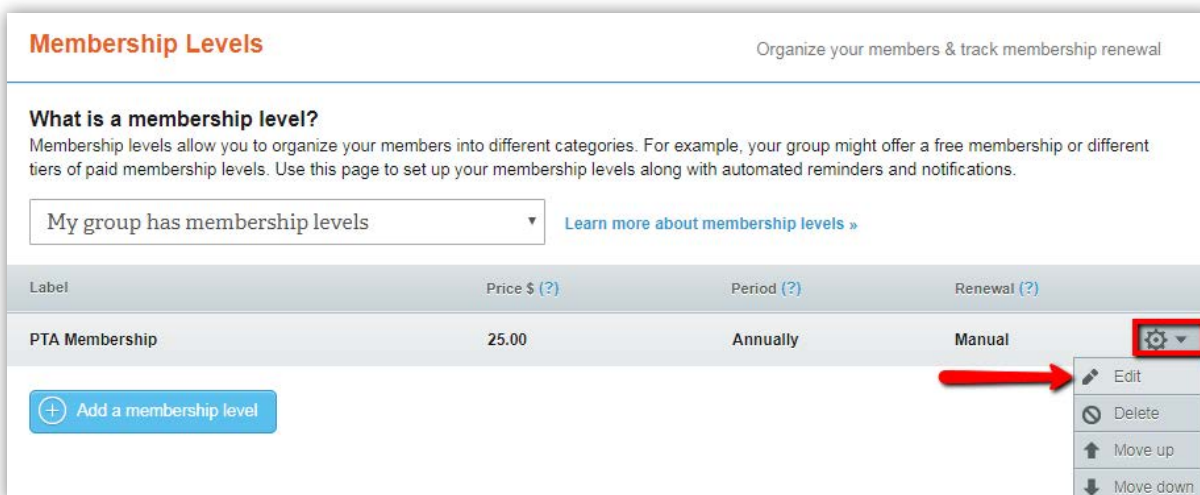 Membership Levels
Organize your members & track membership renewal
What is a membership level?
Membership levels allow you to organize your members into different categories. For example, your group might offer a free membership or different
tiers of paid membership levels. Use this page to set up your membership levels along with automated reminders and notifications.
My group has membership levels
Learn more about membership levels »
Label Price $ (?) Period (?) Renewal (?)
PTA Membership 25.00 Annually Manual
Edit
Add a membership level
Delete
Move up
Move down